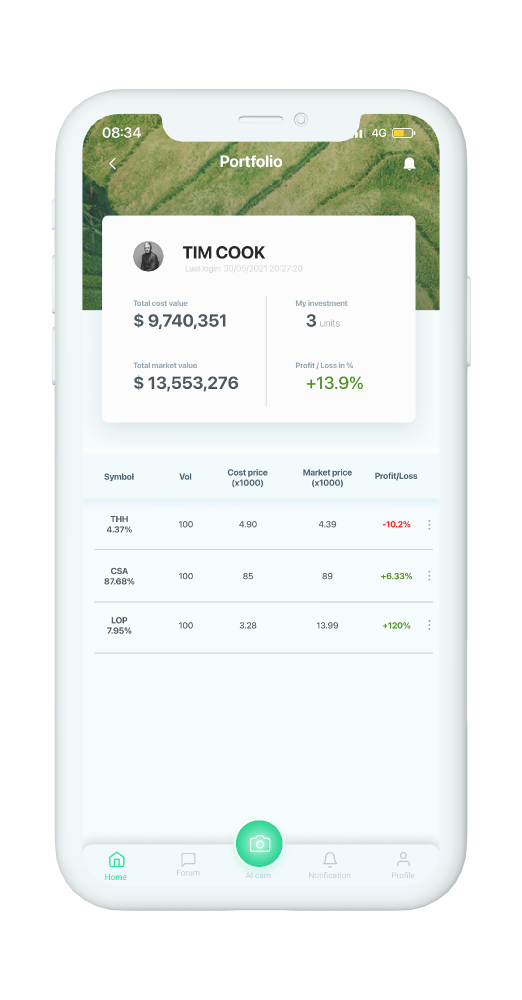 08:34
4G
Portfolio
TIM COOK
Last login: 30/05/2021 20:27:20
Total cost value
My investment
$ 9,740,351
3 units
Total market value
Profit / Loss in %
$ 13,553,276
+13.9%
Symbol Vol Cost price (x1000) Market price (x1000) Profit/Loss
THH
4.37%
100 4.90 4.39 -10.2%
CSA
87.68%
100 85 89 +6.33%
LOP
7.95%
100 3.28 13.99 +120%
Home Forum AI cam Notification Profile